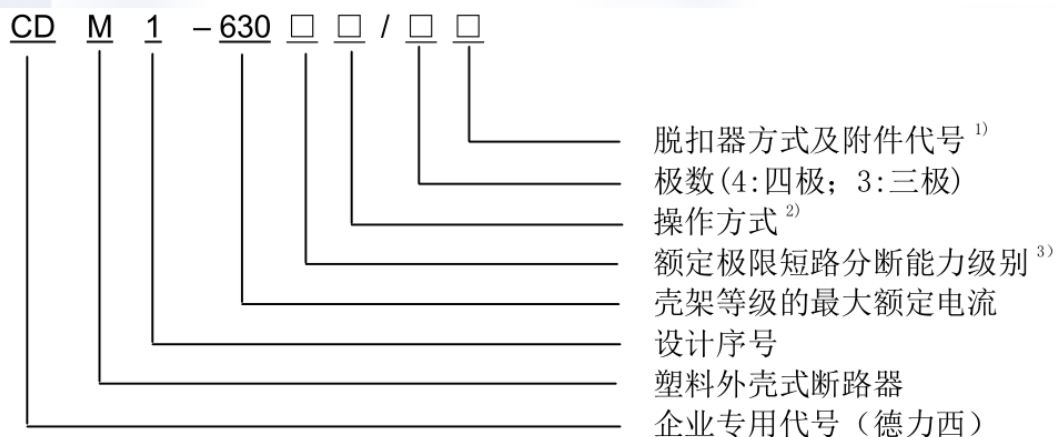 CD M 1 –630 □ □ / □ □
脱扣器方式及附件代号 1)
极数(4:四极；3:三极)
操作方式 2)
额定极限短路分断能力级别 3)
壳架等级的最大额定电流
设计序号
塑料外壳式断路器
企业专用代号（德力西）